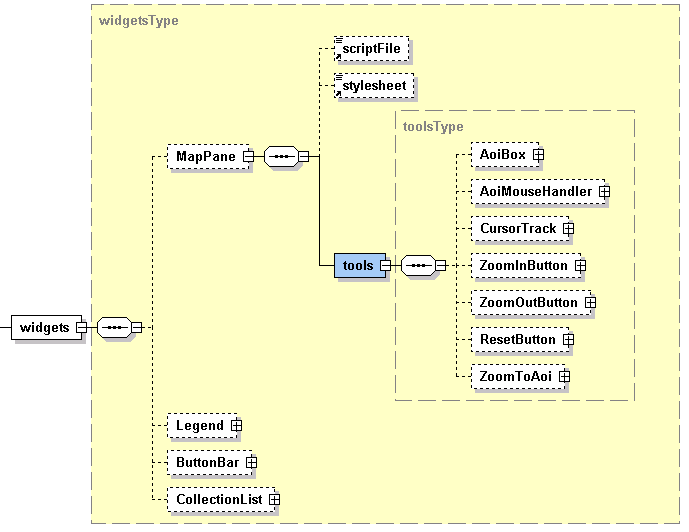 widgetsType
scriptFile
stylesheet
toolsType
MapPane
AoiBox
AoiMouseHandler
CursorTrack
tools
ZoomInButton
ZoomOutButton
widgets
ResetButton
ZoomToAoi
Legend
ButtonBar
CollectionList